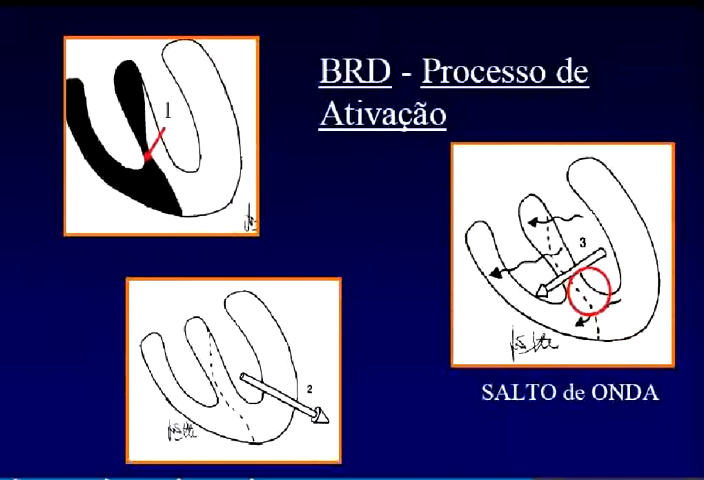 BRD - Processo de
Ativação
1
3
2
SALTO de ONDA